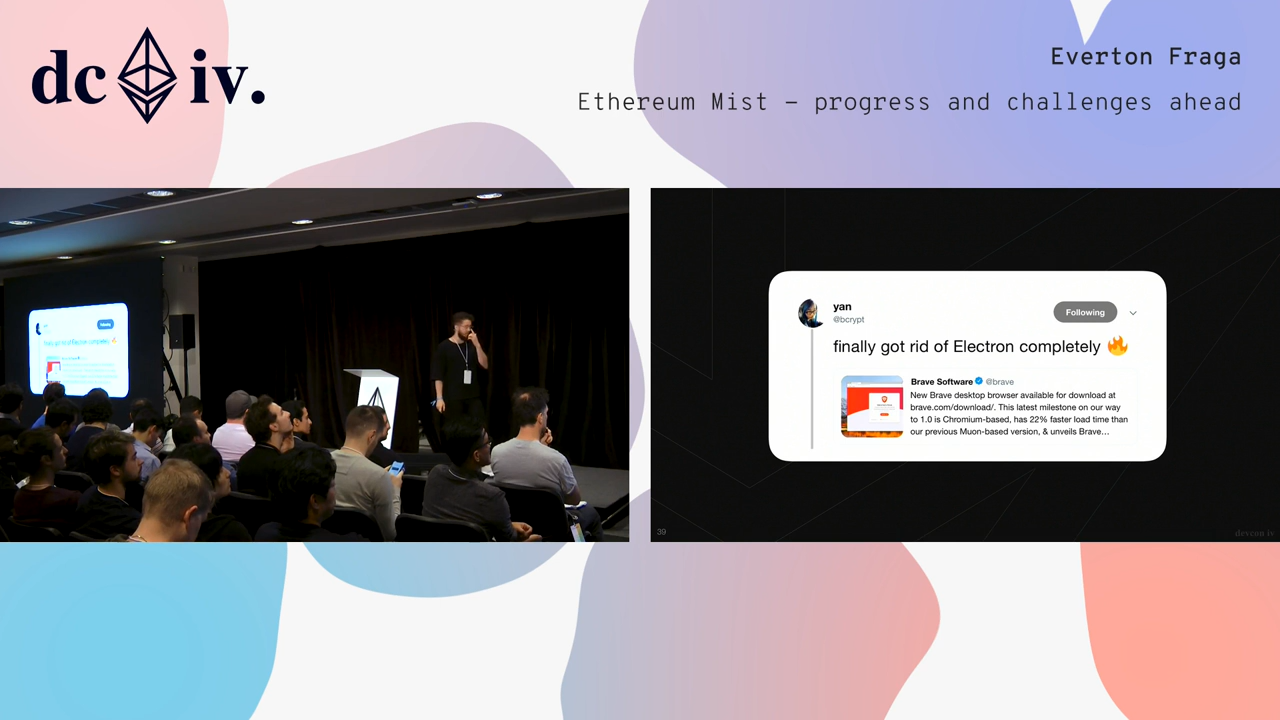 dc iv.
Everton Fraga
Ethereum Mist – progress and challenges ahead
yan
@bcrypt
Following
finally got rid of Electron completely 🔥
Brave Software @brave
New Brave desktop browser available for download at
brave.com/download/. This latest milestone on our way
to 1.0 is Chromium-based, has 22% faster load time than
our previous Muon-based version, & unveils Brave…
39
devcon iv